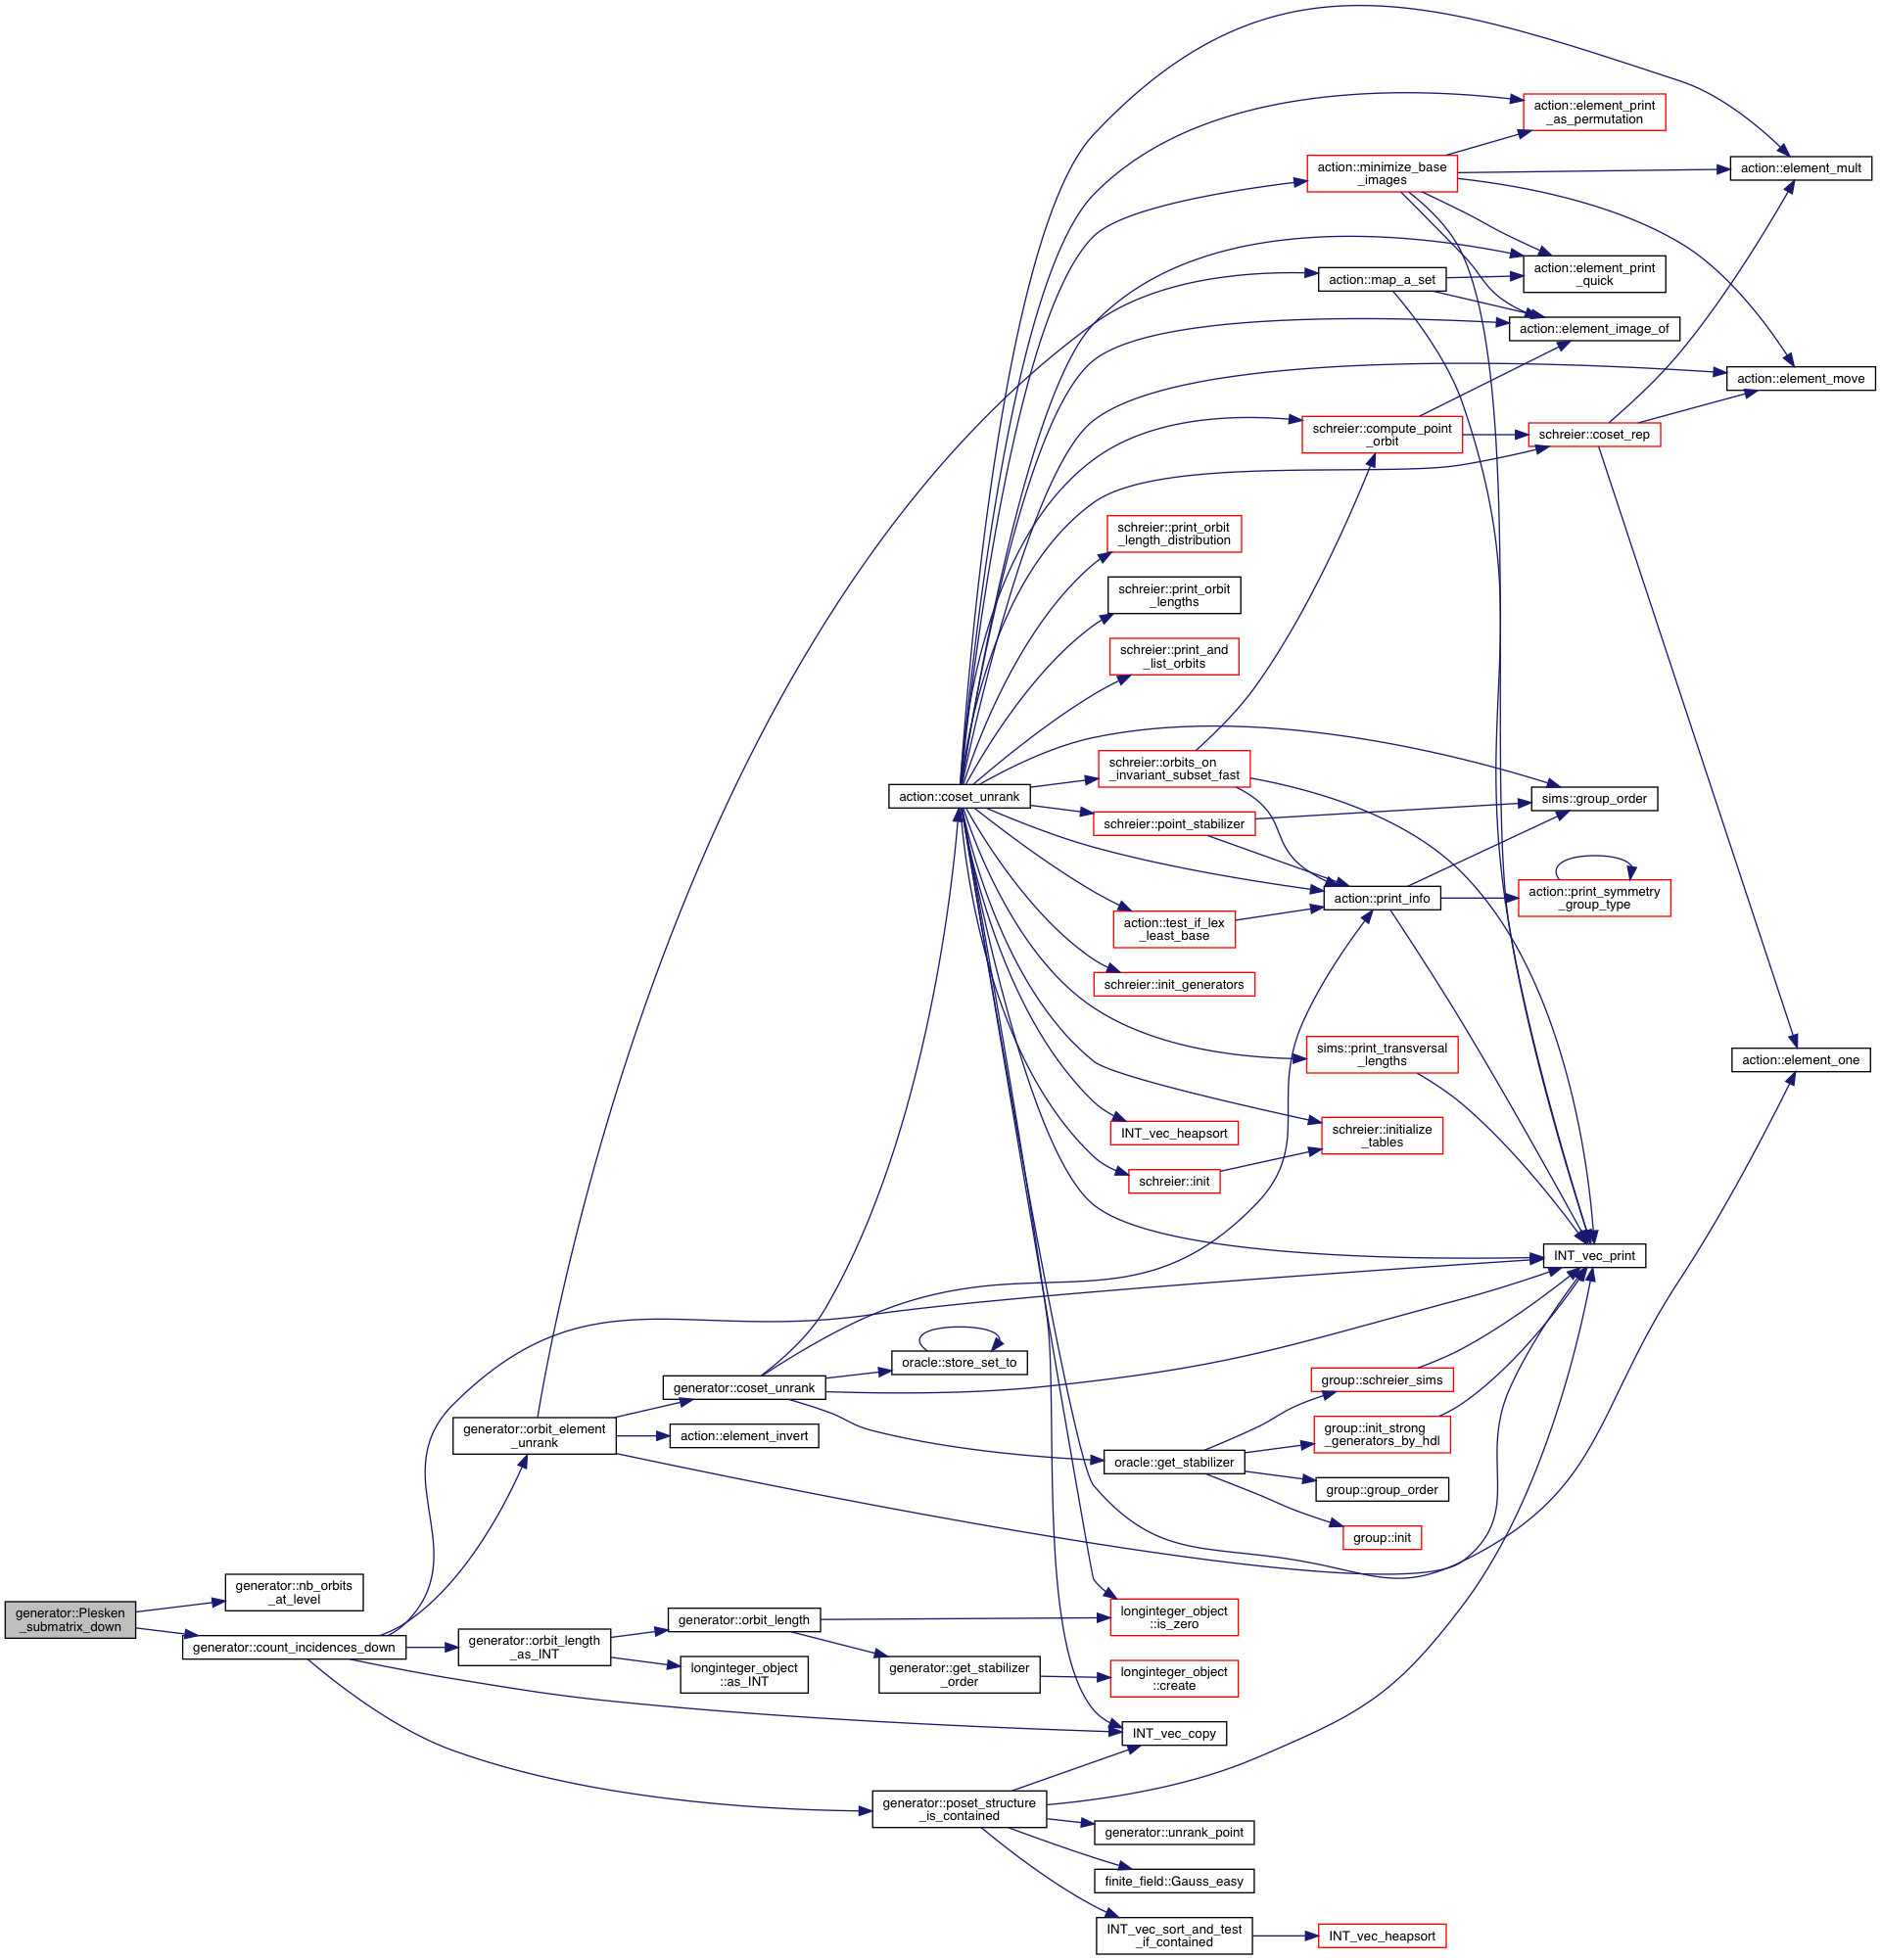 action::element_print
_as_permutation
action::minimize_base
_images
action::element_mult
action::element_print
_quick
action::map_a_set
action::element_image_of
action::element_move
schreier::compute_point
_orbit
schreier::coset_rep
schreier::print_orbit
_length_distribution
schreier::print_orbit
_lengths
schreier::print_and
_list_orbits
schreier::orbits_on
_invariant_subset_fast
action::coset_unrank
sims::group_order
schreier::point_stabilizer
action::print_info
action::print_symmetry
_group_type
action::test_if_lex
_least_base
schreier::init_generators
sims::print_transversal
_lengths
action::element_one
INT_vec_heapsort
schreier::initialize
_tables
schreier::init
INT_vec_print
oracle::store_set_to
generator::coset_unrank
group::schreier_sims
generator::orbit_element
_unrank
action::element_invert
group::init_strong
_generators_by_hdl
oracle::get_stabilizer
group::group_order
group::init
generator::nb_orbits
_at_level
generator::Plesken
_submatrix_down
generator::count_incidences_down
generator::orbit_length
_as_INT
generator::orbit_length
longinteger_object
::is_zero
longinteger_object
::as_INT
generator::get_stabilizer
_order
longinteger_object
::create
INT_vec_copy
generator::poset_structure
_is_contained
generator::unrank_point
finite_field::Gauss_easy
INT_vec_sort_and_test
_if_contained
INT_vec_heapsort